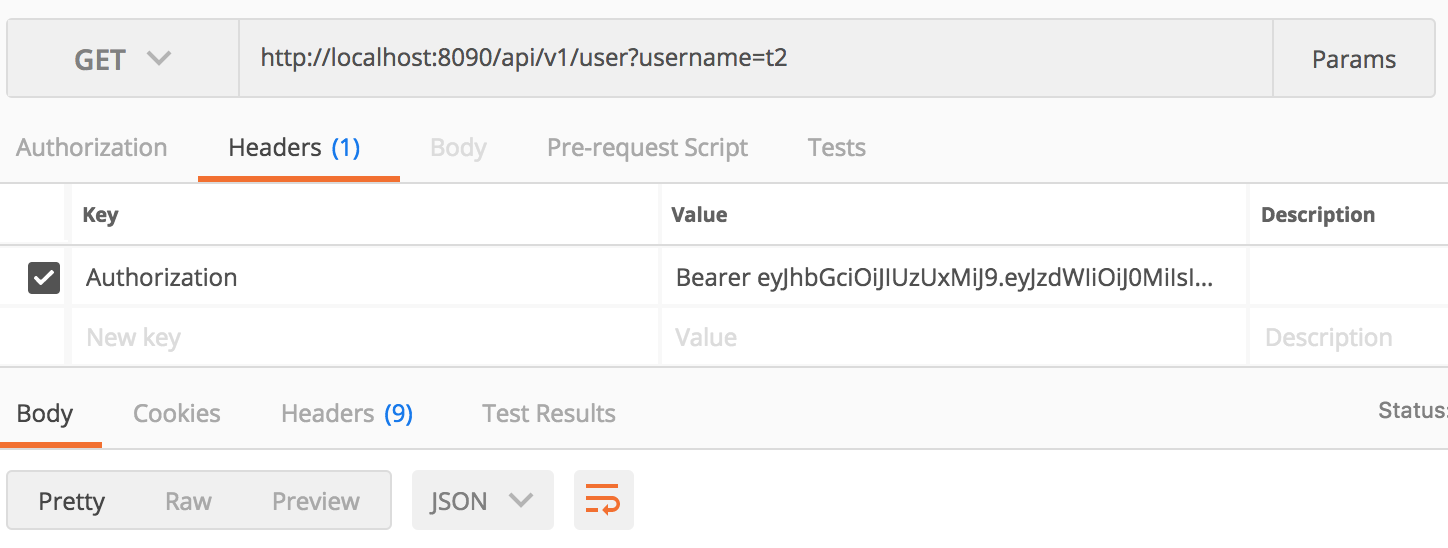 GET http://localhost:8090/api/v1/user?username=t2 Params
Authorization Headers (1) Body Pre-request Script Tests
Key Value Description
Authorization Bearer eyJhbGciOiJIUzUxMiJ9.eyJzdWIiOiJ0MiIsI...
New key Value Description
Body Cookies Headers (9) Test Results Status:
Pretty Raw Preview JSON